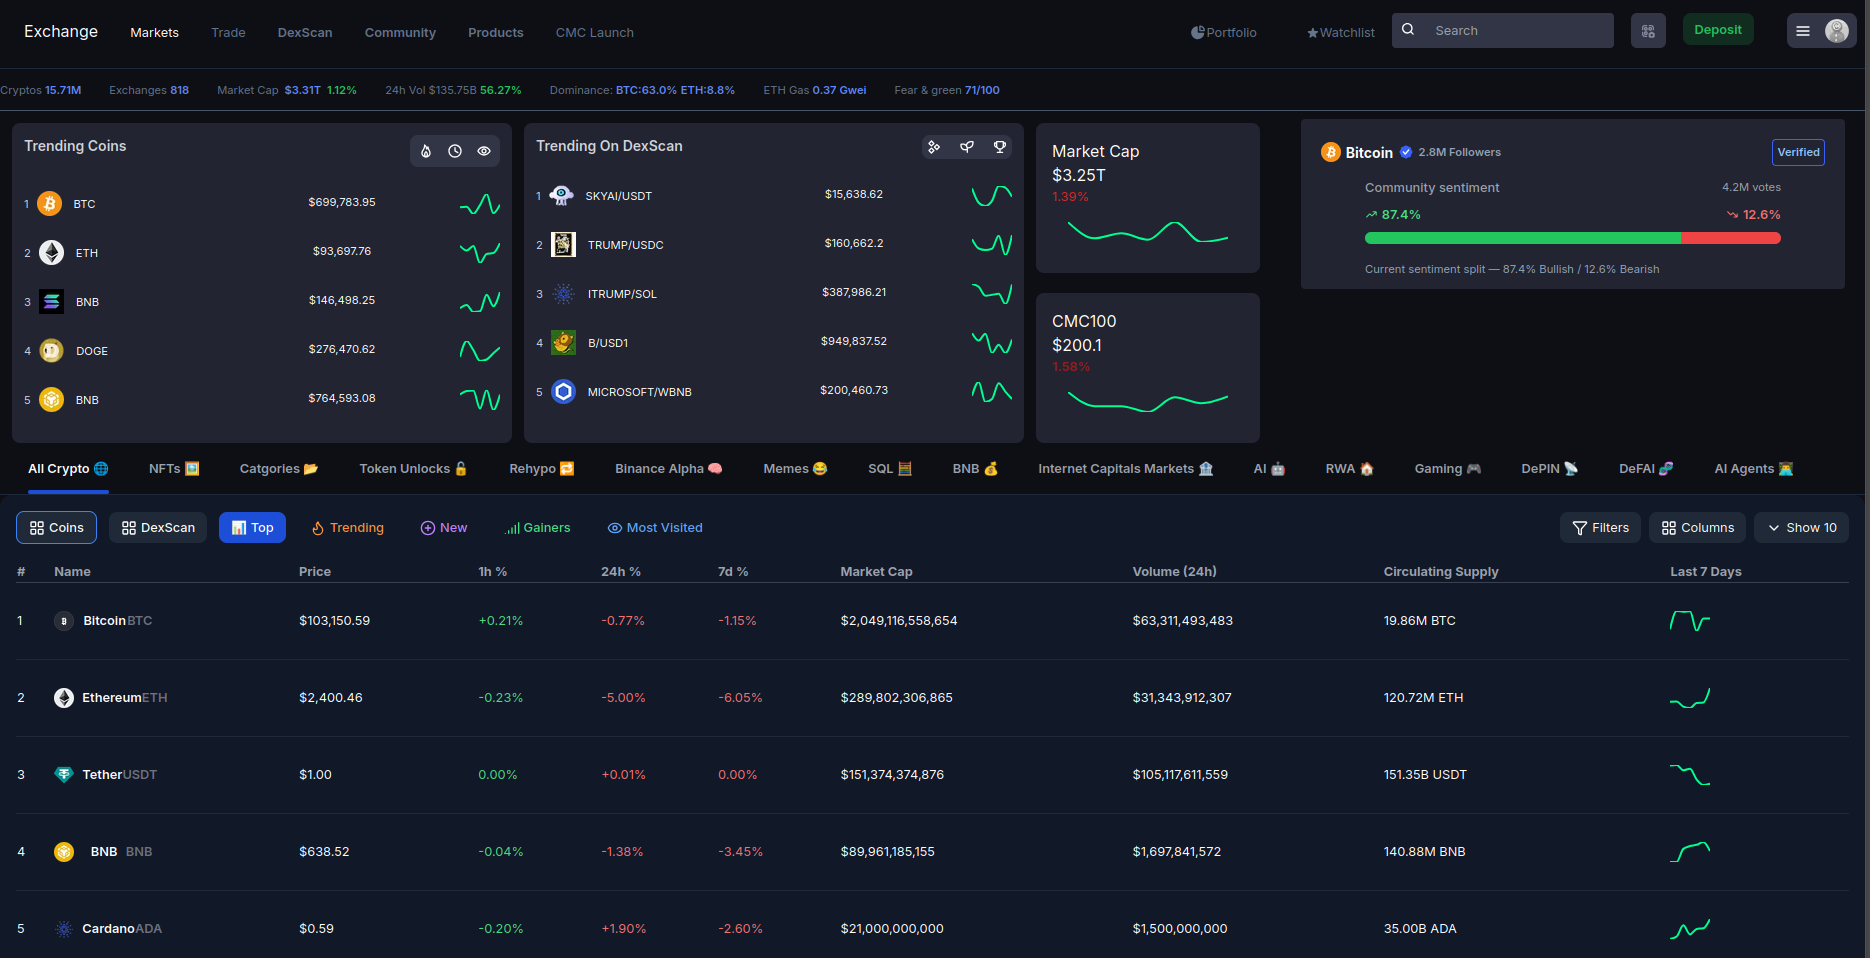 Exchange Markets Trade DexScan Community Products CMC Launch Portfolio Watchlist Search Deposit
Cryptos 15.71M Exchanges 818 Market Cap $3.31T 1.12% 24h Vol $135.75B 56.27% Dominance: BTC:63.0% ETH:8.8% ETH Gas 0.37 Gwei Fear & green 71/100
Trending Coins
1 BTC $699,783.95
2 ETH $93,697.76
3 BNB $146,498.25
4 DOGE $276,470.62
5 BNB $764,593.08
Trending On DexScan
1 SKYAI/USDT $15,638.62
2 TRUMP/USDC $160,662.2
3 ITRUMP/SOL $387,986.21
4 B/USD1 $949,837.52
5 MICROSOFT/WBNB $200,460.73
Market Cap
$3.25T
1.39%
CMC100
$200.1
1.58%
Bitcoin 2.8M Followers Verified
Community sentiment 4.2M votes
87.4% 12.6%
Current sentiment split — 87.4% Bullish / 12.6% Bearish
All Crypto 🌐 NFTs 🖼️ Catgories 📂 Token Unlocks 🔓 Rehypo 🔁 Binance Alpha 🧠 Memes 😂 SQL 🧮 BNB 💰 Internet Capitals Markets 🏦 AI 🤖 RWA 🏠 Gaming 🎮 DePIN 📡 DeFAI 🧬 AI Agents 👨‍💻
Coins DexScan 📊 Top Trending New Gainers Most Visited Filters Columns Show 10
# Name Price 1h % 24h % 7d % Market Cap Volume (24h) Circulating Supply Last 7 Days
1 Bitcoin BTC $103,150.59 +0.21% -0.77% -1.15% $2,049,116,558,654 $63,311,493,483 19.86M BTC
2 Ethereum ETH $2,400.46 -0.23% -5.00% -6.05% $289,802,306,865 $31,343,912,307 120.72M ETH
3 Tether USDT $1.00 0.00% +0.01% 0.00% $151,374,374,876 $105,117,611,559 151.35B USDT
4 BNB BNB $638.52 -0.04% -1.38% -3.45% $89,961,185,155 $1,697,841,572 140.88M BNB
5 Cardano ADA $0.59 -0.20% +1.90% -2.60% $21,000,000,000 $1,500,000,000 35.00B ADA